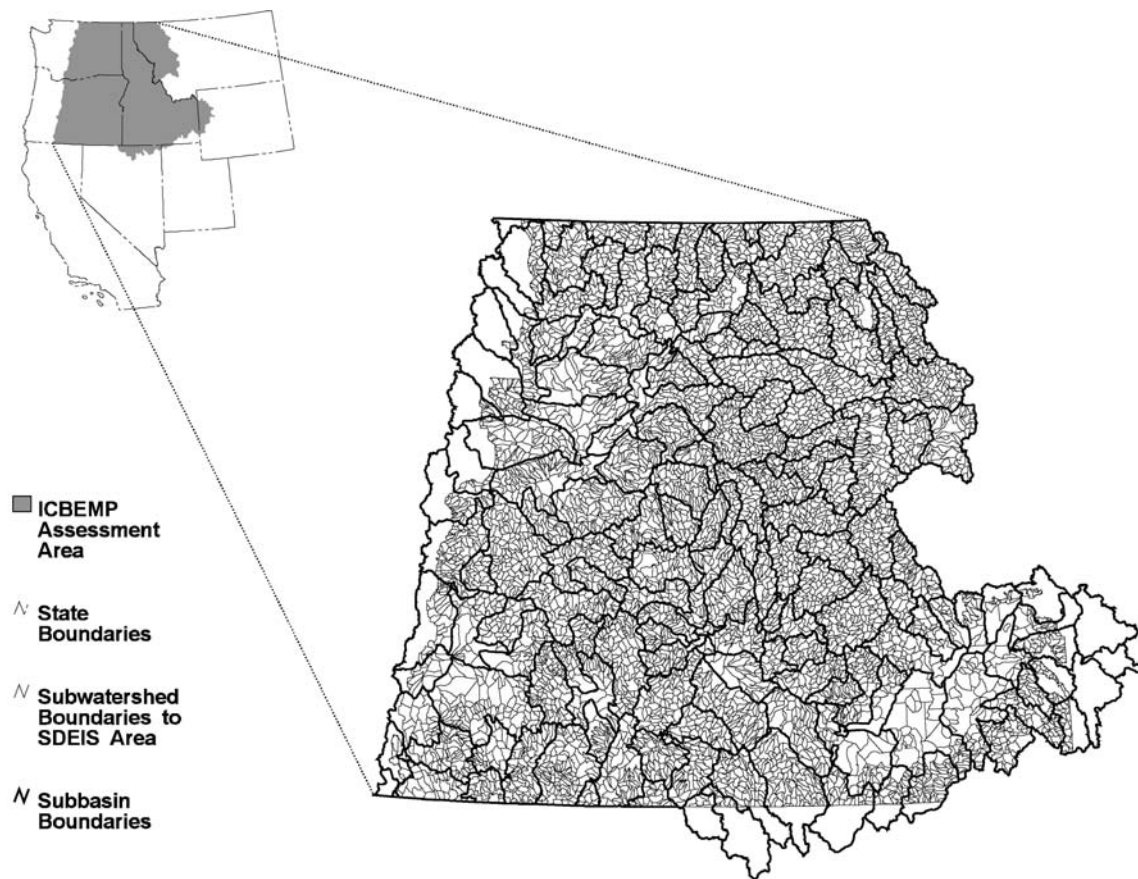 ICBEMP
Assessment
Area
State
Boundaries
Subwatershed
Boundaries to
SDEIS Area
Subbasin
Boundaries